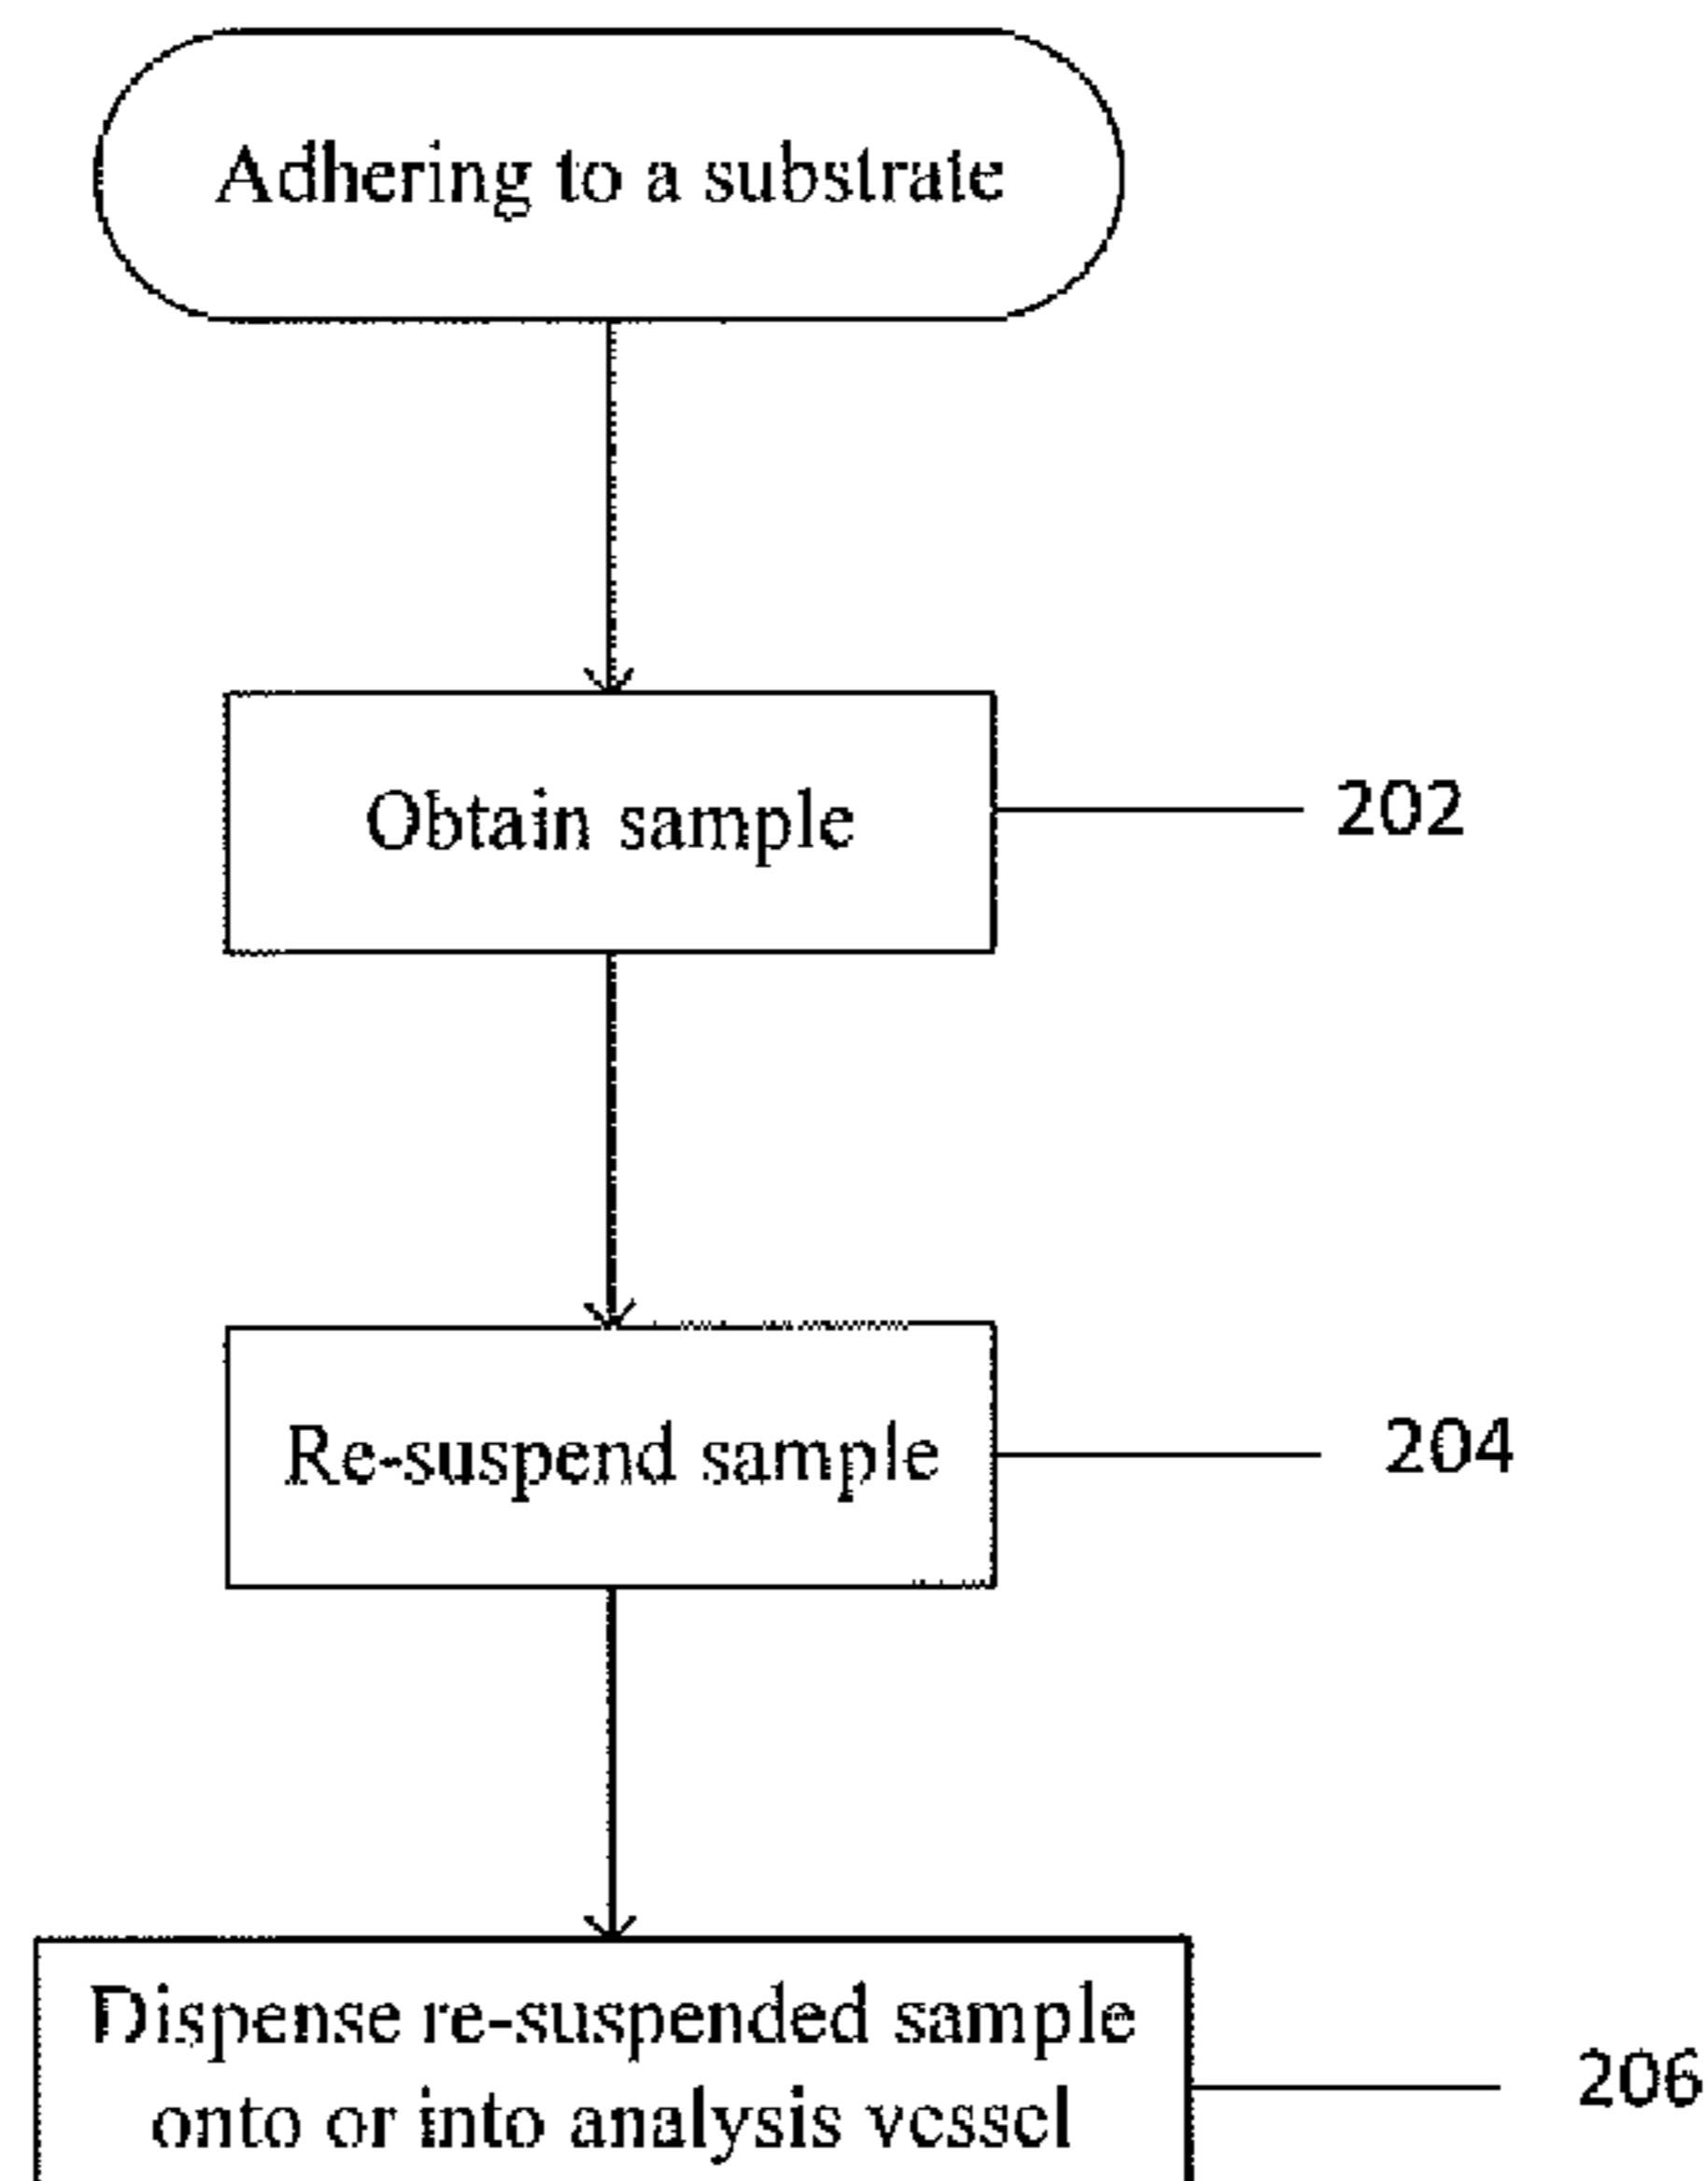 Adhering to a substrate
Obtain sample
202
Re-suspend sample
204
Dispense re-suspended sample
onto or into analysis vessel
206